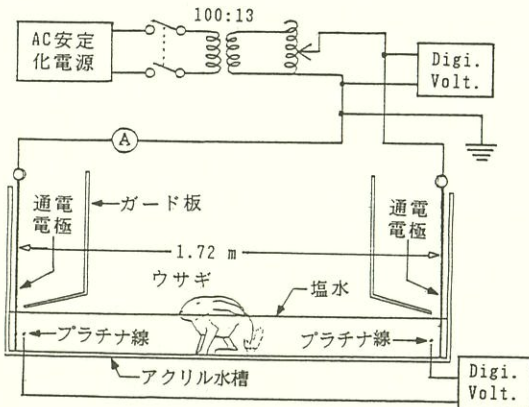 100:13
AC安定
化電源
Digi.
Volt.
A
通電
電極
ガード板
通電
電極
1.72 m
ウサギ
塩水
プラチナ線
プラチナ線
アクリル水槽
Digi.
Volt.